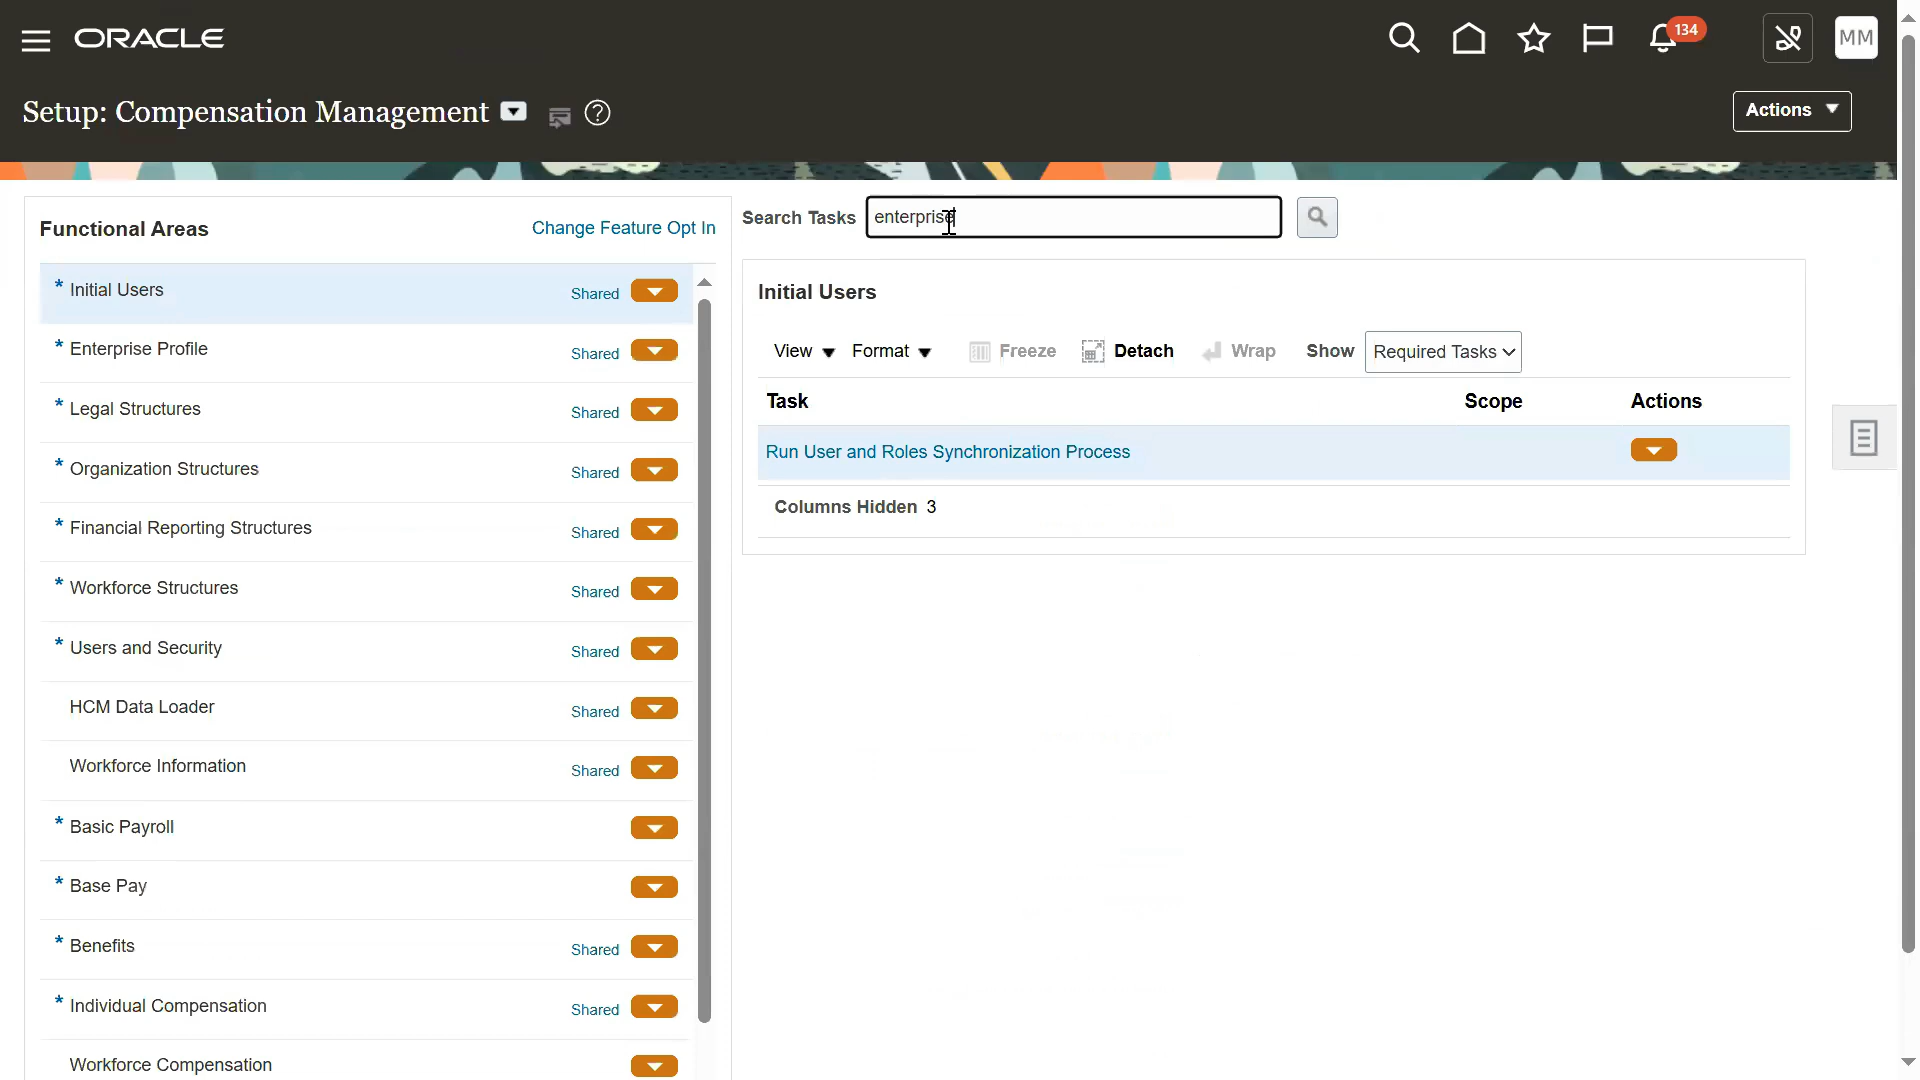 ORACLE
134
MM
Setup: Compensation Management
Actions
Functional Areas
Change Feature Opt In
Search Tasks
enterprise
* Initial Users Shared
* Enterprise Profile Shared
* Legal Structures Shared
* Organization Structures Shared
* Financial Reporting Structures Shared
* Workforce Structures Shared
* Users and Security Shared
HCM Data Loader Shared
Workforce Information Shared
* Basic Payroll
* Base Pay
* Benefits Shared
* Individual Compensation Shared
Workforce Compensation
Initial Users
View Format Freeze Detach Wrap Show Required Tasks
Task Scope Actions
Run User and Roles Synchronization Process
Columns Hidden 3